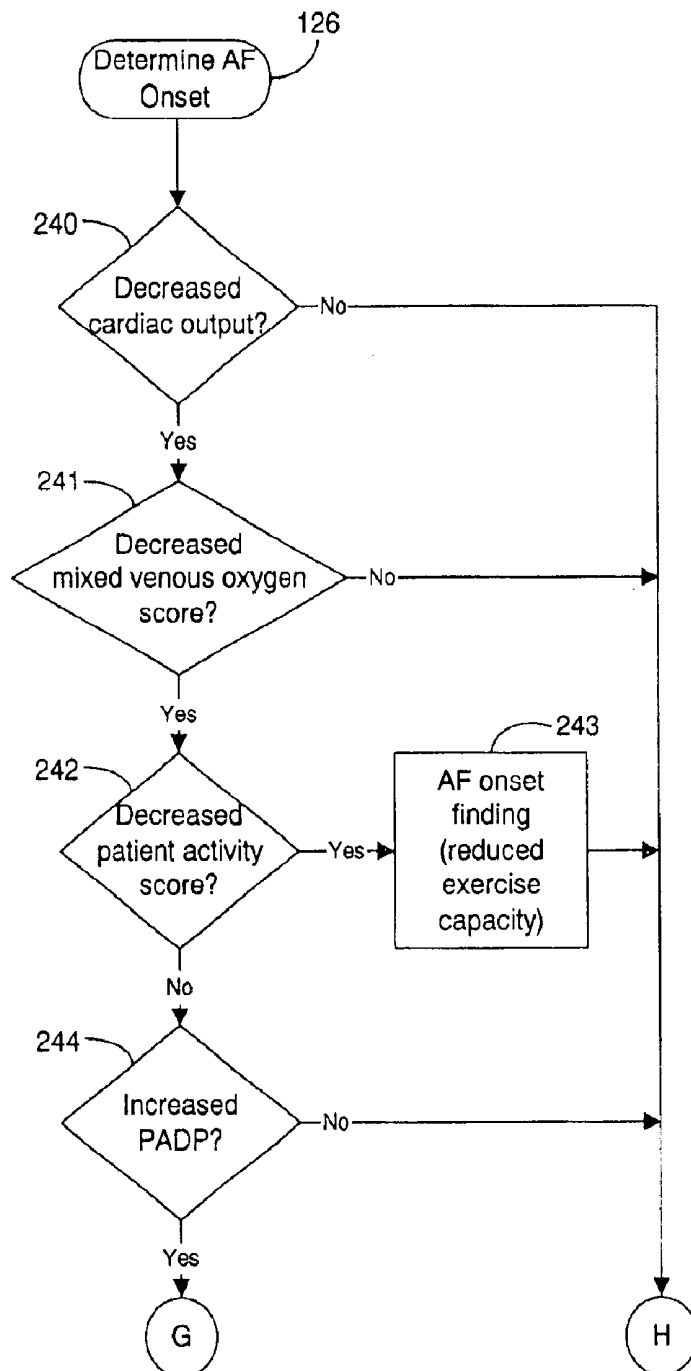 126
Determine AF
Onset
240
Decreased
cardiac output?
No
Yes
241
Decreased
mixed venous oxygen
score?
No
Yes
242
Decreased
patient activity
score?
Yes
243
AF onset
finding
(reduced
exercise
capacity)
No
244
Increased
PADP?
No
Yes
G
H